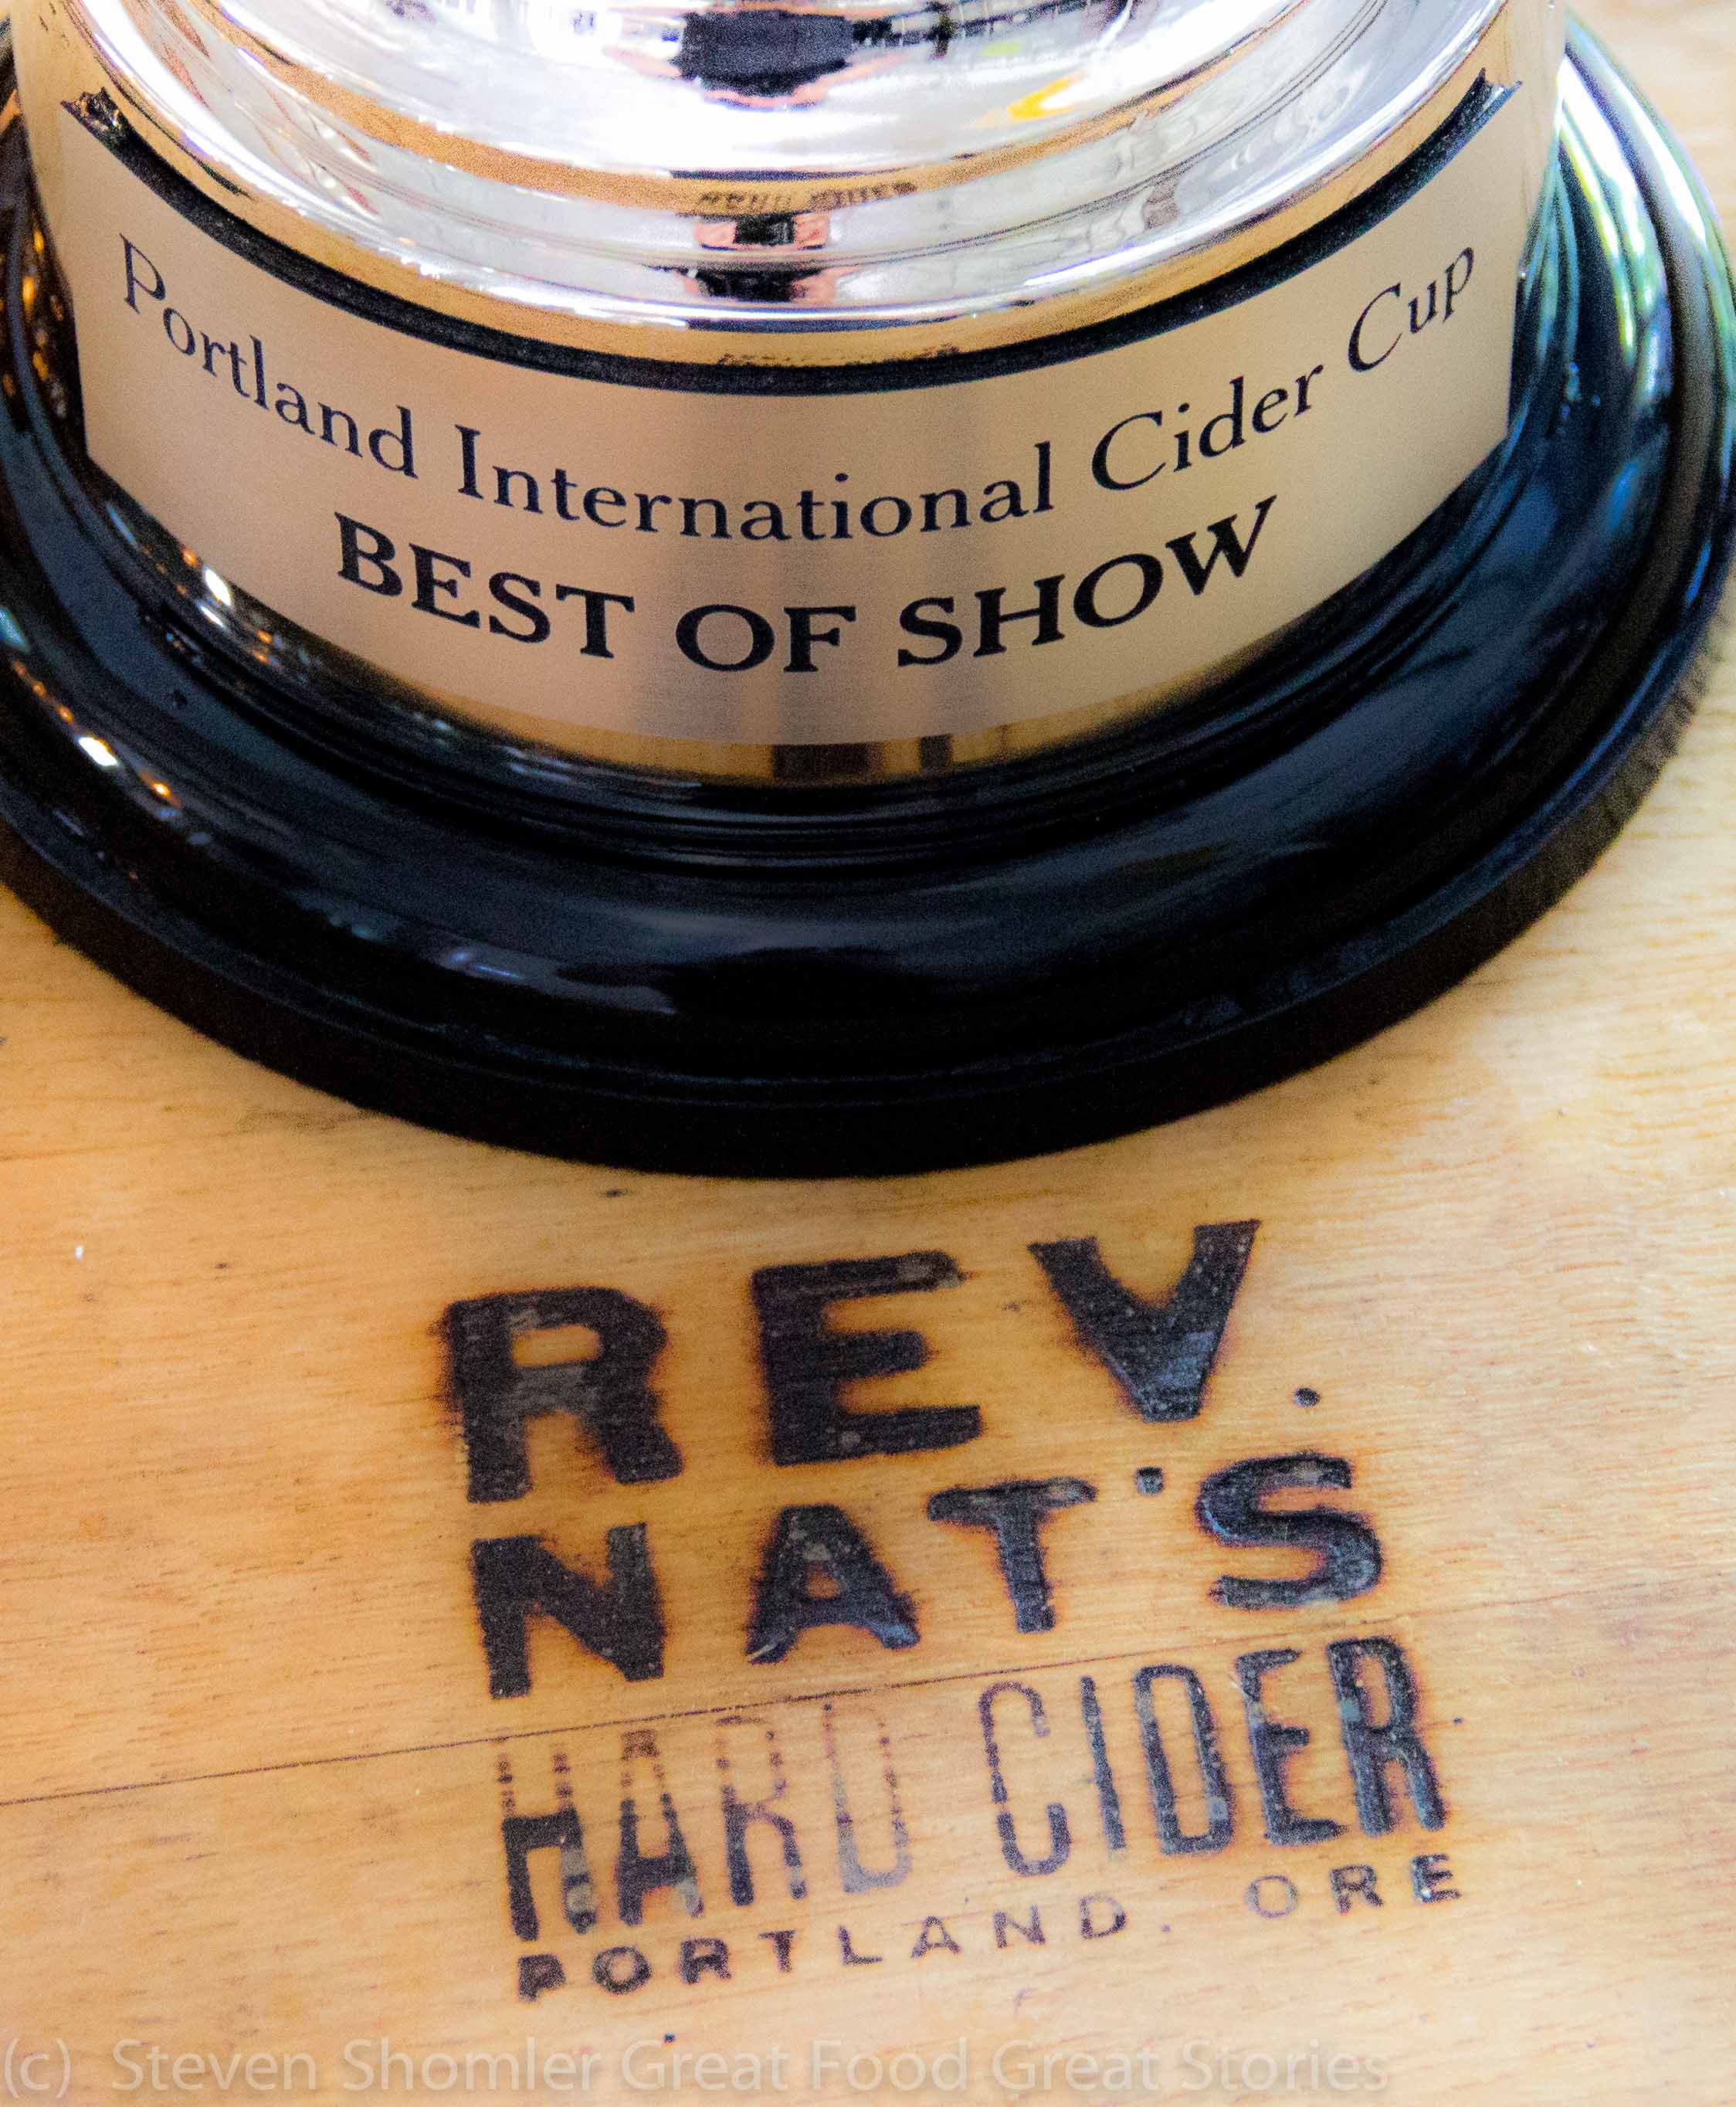 Portland International Cider Cup
BEST OF SHOW
REV.
NAT'S
HARD CIDER
PORTLAND, ORE
(c) Steven Shomler Great Food Great Stories